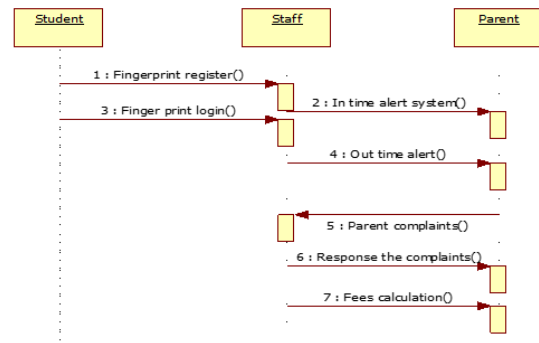 Student
Staff
Parent
1 : Fingerprint register()
2 : In time alert system()
3 : Finger print login()
4 : Out time alert()
5 : Parent complaints()
6 : Response the complaints()
7 : Fees calculation()